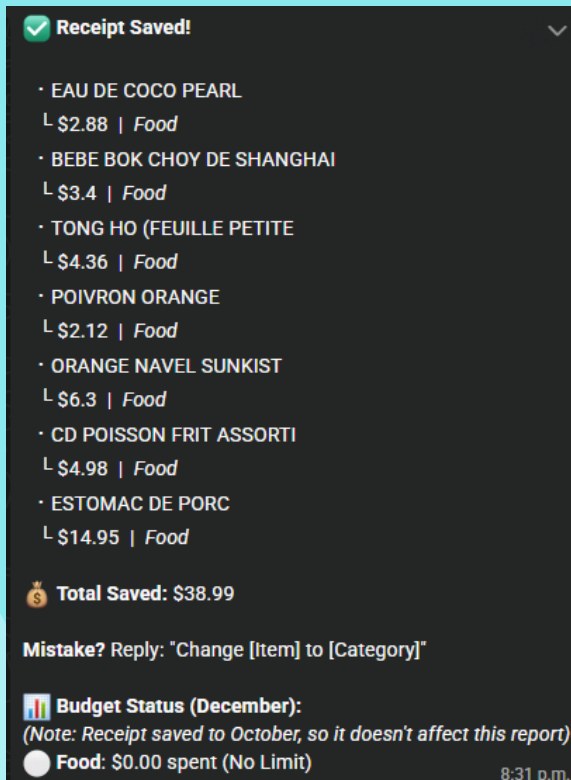 ✅ Receipt Saved!
· EAU DE COCO PEARL
└ $2.88 | Food
· BEBE BOK CHOY DE SHANGHAI
└ $3.4 | Food
· TONG HO (FEUILLE PETITE
└ $4.36 | Food
· POIVRON ORANGE
└ $2.12 | Food
· ORANGE NAVEL SUNKIST
└ $6.3 | Food
· CD POISSON FRIT ASSORTI
└ $4.98 | Food
· ESTOMAC DE PORC
└ $14.95 | Food
💰 Total Saved: $38.99
Mistake? Reply: "Change [Item] to [Category]"
📊 Budget Status (December):
(Note: Receipt saved to October, so it doesn't affect this report)
⚪ Food: $0.00 spent (No Limit)
8:31 p.m.